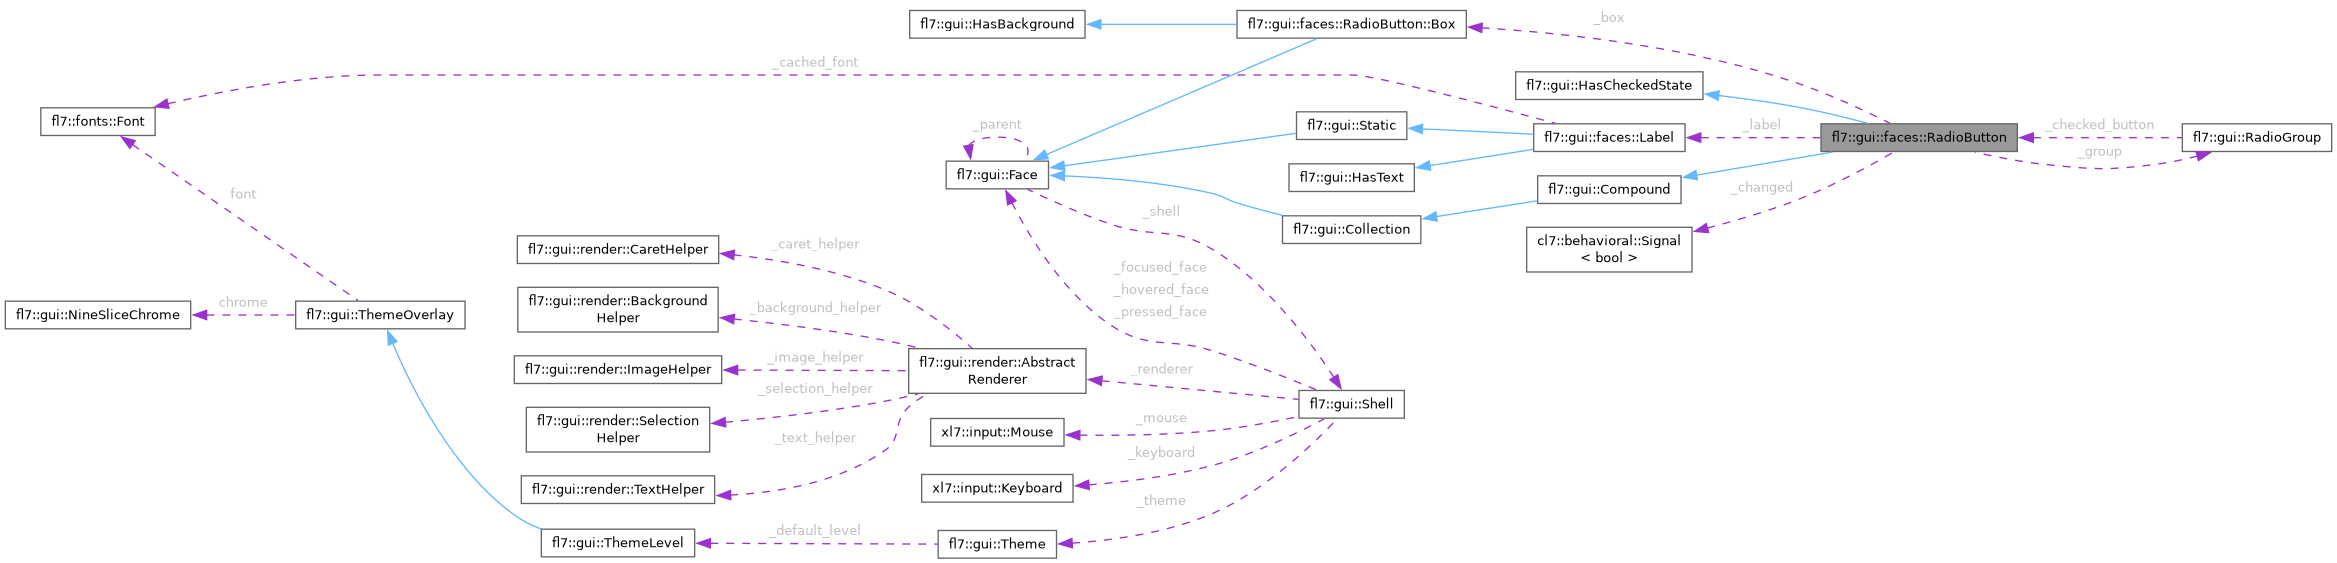 fl7::gui::HasBackground
fl7::gui::faces::RadioButton::Box
_box
_cached_font
fl7::gui::HasCheckedState
fl7::fonts::Font
_parent
fl7::gui::Static
fl7::gui::faces::Label
_label
fl7::gui::faces::RadioButton
_checked_button
fl7::gui::RadioGroup
_group
fl7::gui::Face
fl7::gui::HasText
fl7::gui::Compound
_changed
font
_shell
fl7::gui::Collection
cl7::behavioral::Signal
< bool >
fl7::gui::render::CaretHelper
_caret_helper
_focused_face
_hovered_face
_pressed_face
fl7::gui::NineSliceChrome
chrome
fl7::gui::ThemeOverlay
fl7::gui::render::Background
Helper
_background_helper
fl7::gui::render::ImageHelper
_image_helper
fl7::gui::render::Abstract
Renderer
_renderer
_selection_helper
fl7::gui::Shell
fl7::gui::render::Selection
Helper
_text_helper
xl7::input::Mouse
_mouse
_keyboard
fl7::gui::render::TextHelper
xl7::input::Keyboard
_theme
fl7::gui::ThemeLevel
_default_level
fl7::gui::Theme